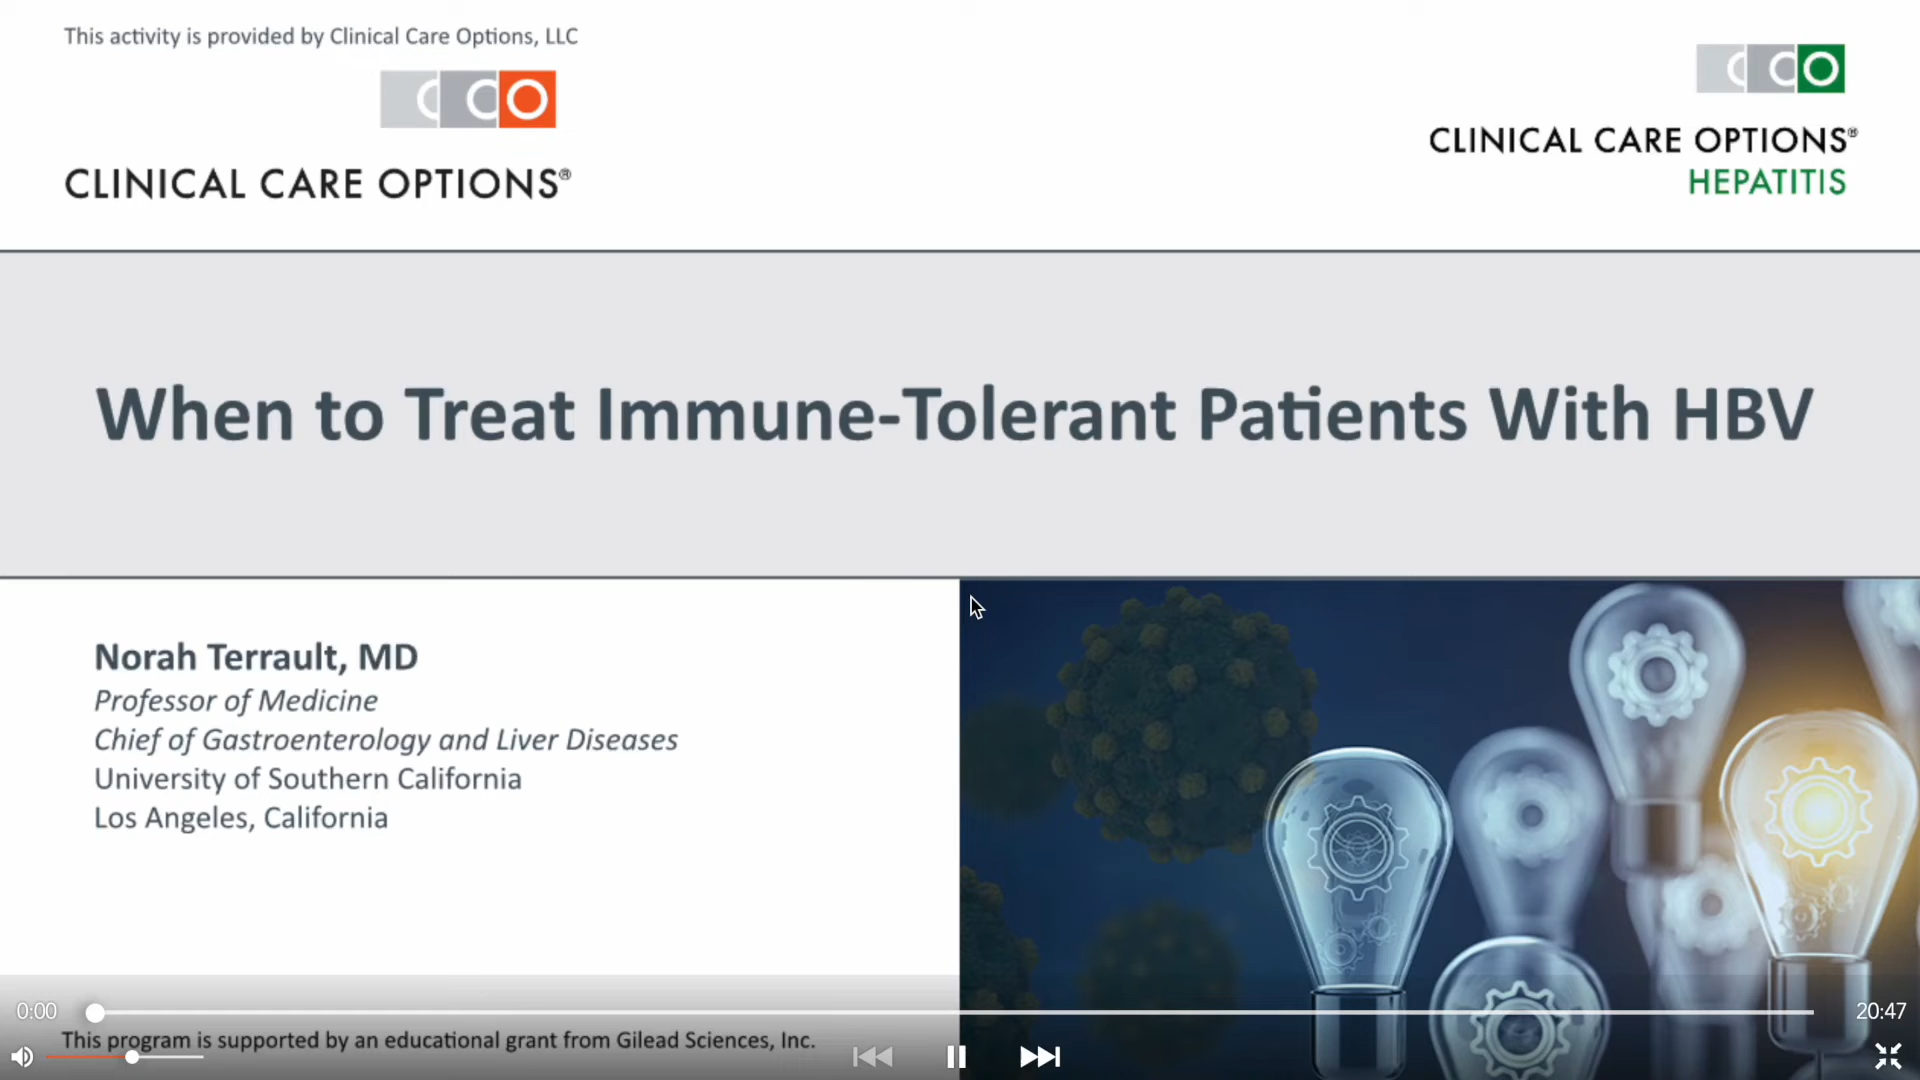 This activity is provided by Clinical Care Options, LLC
CCO
CLINICAL CARE OPTIONS®
CCO
CLINICAL CARE OPTIONS®
HEPATITIS
When to Treat Immune-Tolerant Patients With HBV
Norah Terrault, MD
Professor of Medicine
Chief of Gastroenterology and Liver Diseases
University of Southern California
Los Angeles, California
0:00
20:47
This program is supported by an educational grant from Gilead Sciences, Inc.